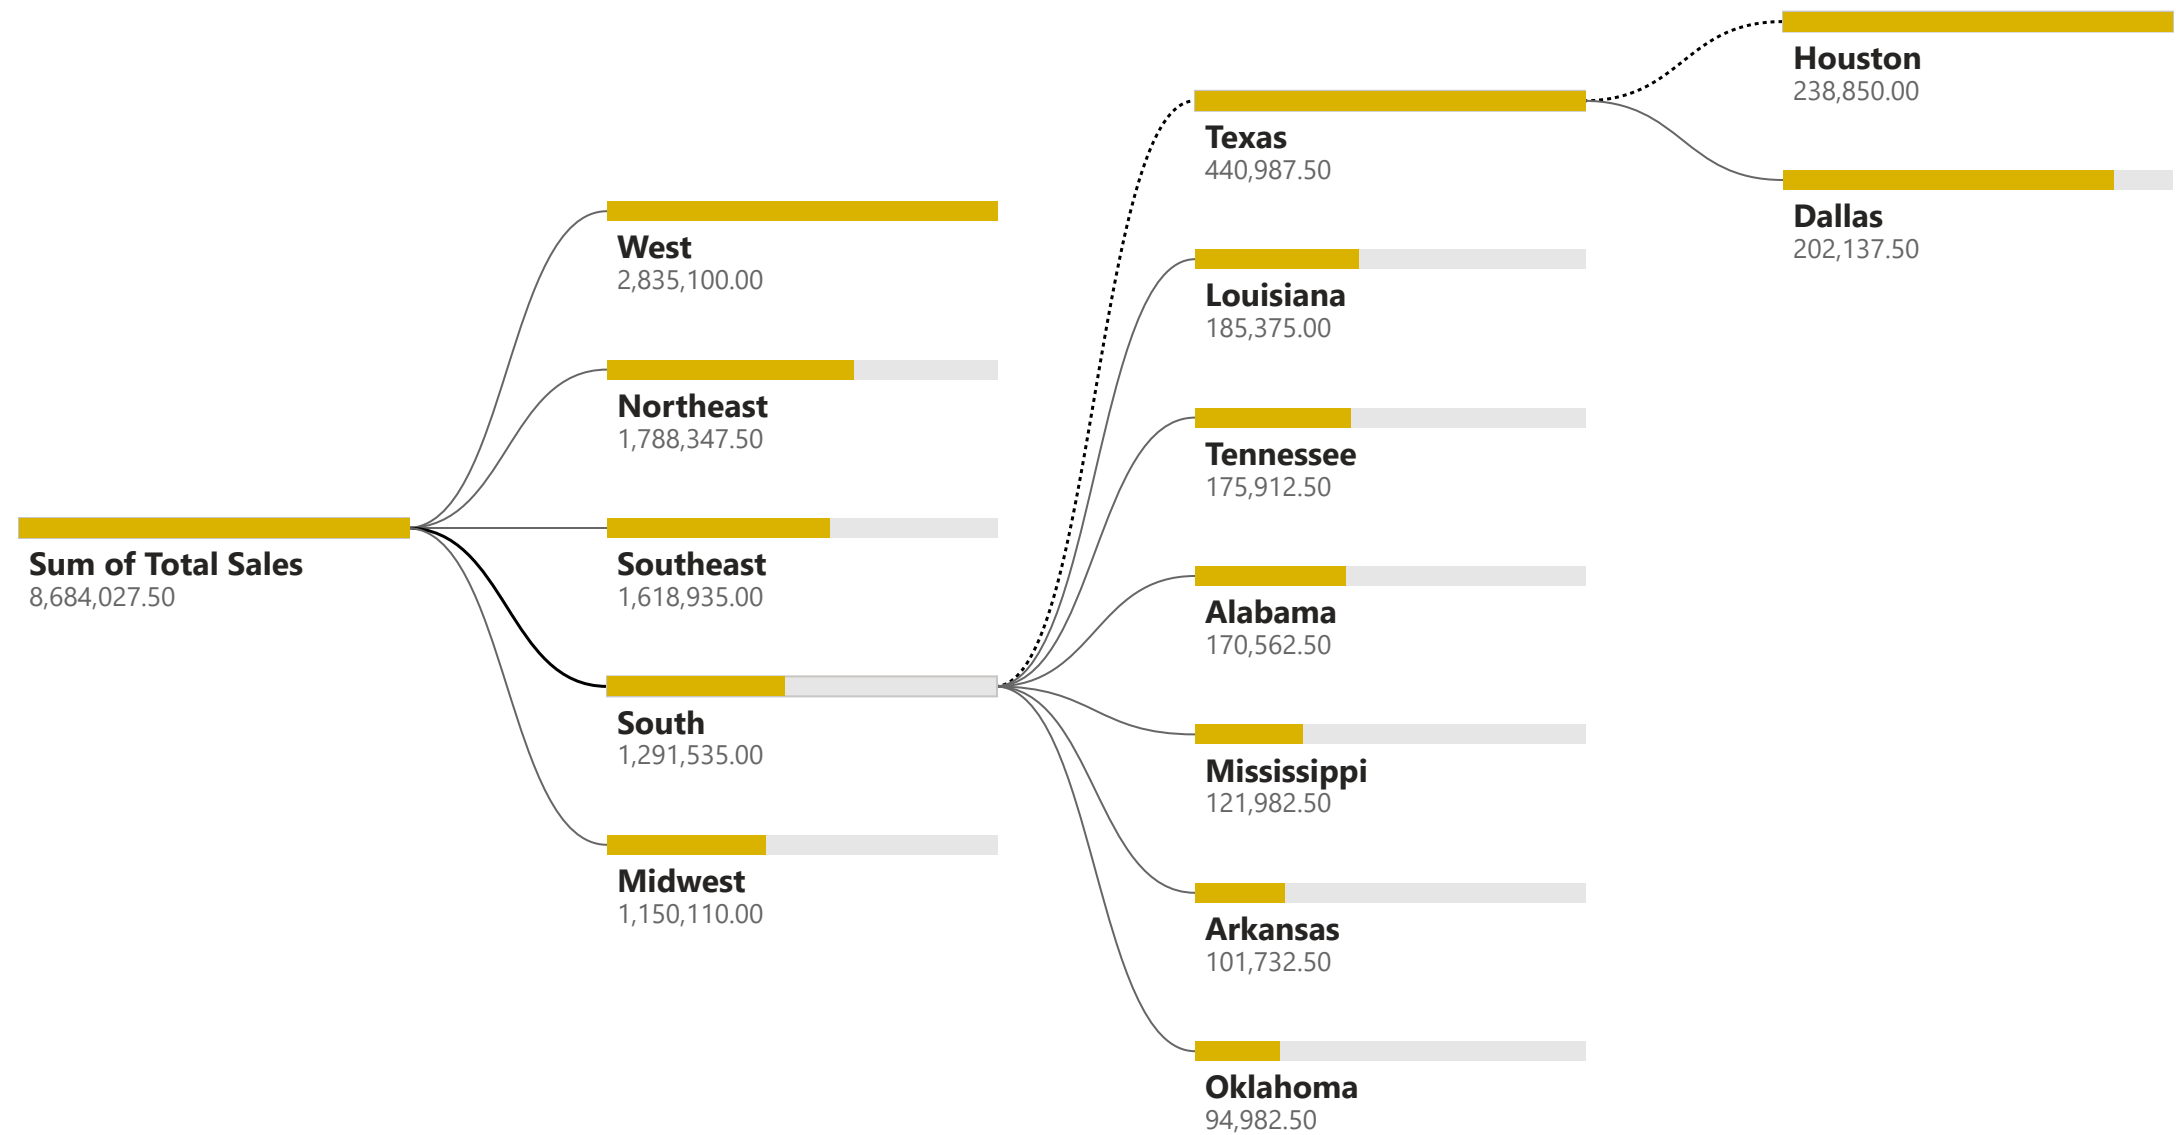 Sum of Total Sales
8,684,027.50
West
2,835,100.00
Northeast
1,788,347.50
Southeast
1,618,935.00
South
1,291,535.00
Midwest
1,150,110.00
Texas
440,987.50
Louisiana
185,375.00
Tennessee
175,912.50
Alabama
170,562.50
Mississippi
121,982.50
Arkansas
101,732.50
Oklahoma
94,982.50
Houston
238,850.00
Dallas
202,137.50